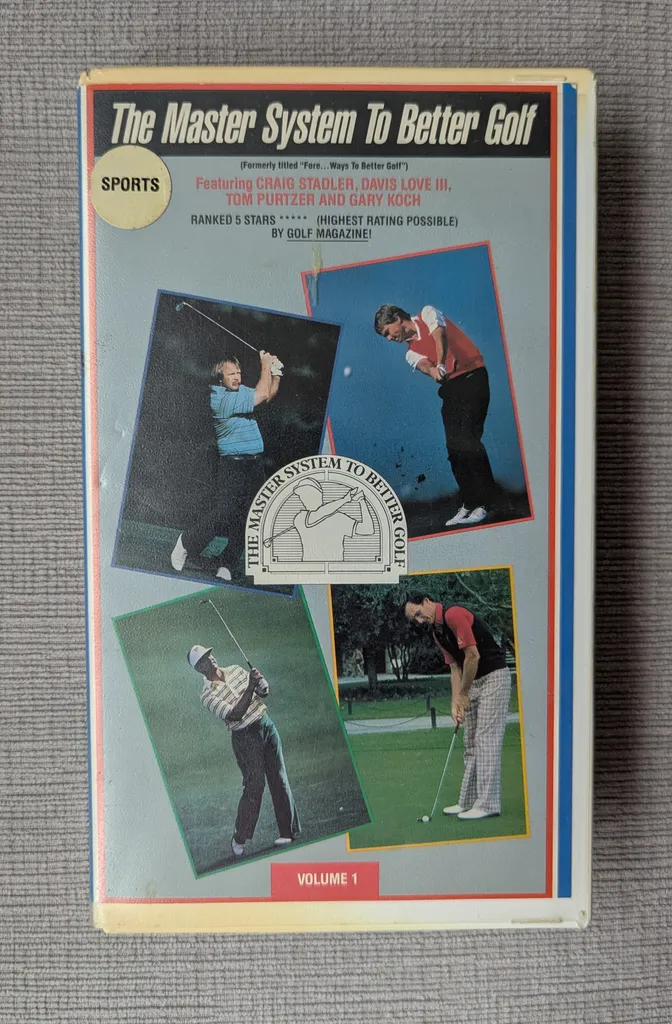 The Master System To Better Golf
(Formerly titled "Fore...Ways To Better Golf")
SPORTS
Featuring CRAIG STADLER, DAVIS LOVE III,
TOM PURTZER AND GARY KOCH
RANKED 5 STARS ***** (HIGHEST RATING POSSIBLE)
BY GOLF MAGAZINE!
THE MASTER SYSTEM TO BETTER GOLF
VOLUME 1